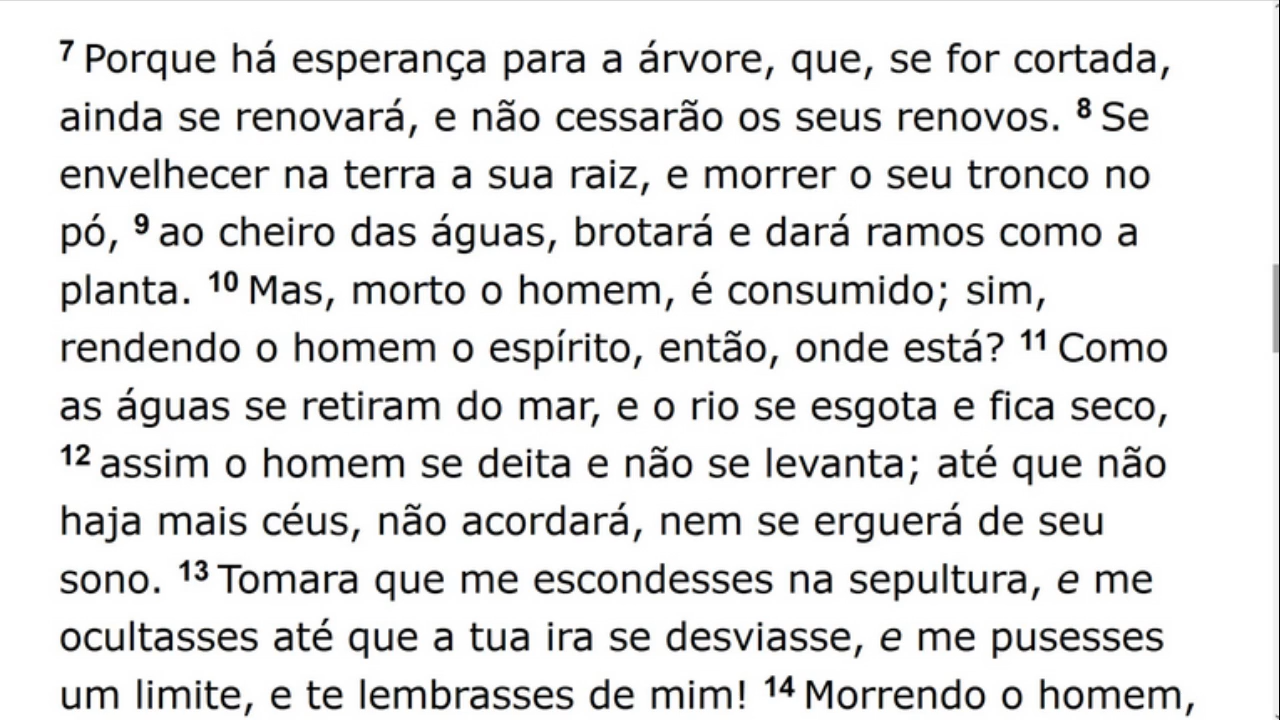 7 Porque há esperança para a árvore, que, se for cortada,
ainda se renovará, e não cessarão os seus renovos. 8 Se
envelhecer na terra a sua raiz, e morrer o seu tronco no
pó, 9 ao cheiro das águas, brotará e dará ramos como a
planta. 10 Mas, morto o homem, é consumido; sim,
rendendo o homem o espírito, então, onde está? 11 Como
as águas se retiram do mar, e o rio se esgota e fica seco,
12 assim o homem se deita e não se levanta; até que não
haja mais céus, não acordará, nem se erguerá de seu
sono. 13 Tomara que me escondesses na sepultura, e me
ocultasses até que a tua ira se desviasse, e me pusesses
um limite, e te lembrasses de mim! 14 Morrendo o homem,